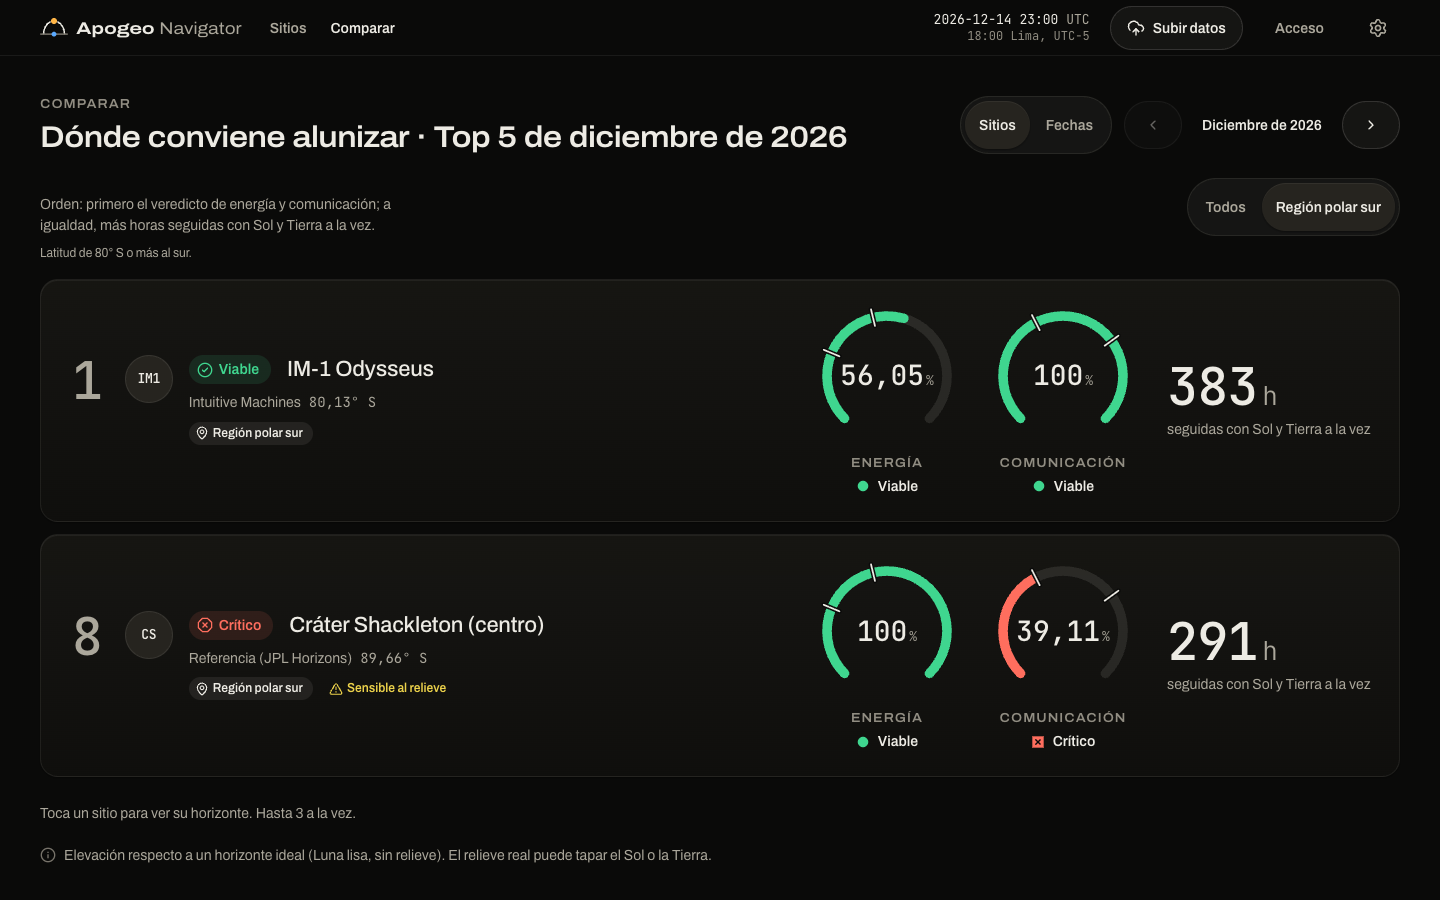 Apogeo Navigator
Sitios
Comparar
2026-12-14 23:00 UTC
18:00 Lima, UTC-5
Subir datos
Acceso
COMPARAR
Dónde conviene alunizar · Top 5 de diciembre de 2026
Sitios
Fechas
Diciembre de 2026
Orden: primero el veredicto de energía y comunicación; a
igualdad, más horas seguidas con Sol y Tierra a la vez.
Latitud de 80° S o más al sur.
Todos
Región polar sur
1
IM1
Viable
IM-1 Odysseus
Intuitive Machines 80,13° S
Región polar sur
56,05%
ENERGÍA
Viable
100%
COMUNICACIÓN
Viable
383 h
seguidas con Sol y Tierra a la vez
8
CS
Crítico
Cráter Shackleton (centro)
Referencia (JPL Horizons) 89,66° S
Región polar sur
Sensible al relieve
100%
ENERGÍA
Viable
39,11%
COMUNICACIÓN
Crítico
291 h
seguidas con Sol y Tierra a la vez
Toca un sitio para ver su horizonte. Hasta 3 a la vez.
Elevación respecto a un horizonte ideal (Luna lisa, sin relieve). El relieve real puede tapar el Sol o la Tierra.